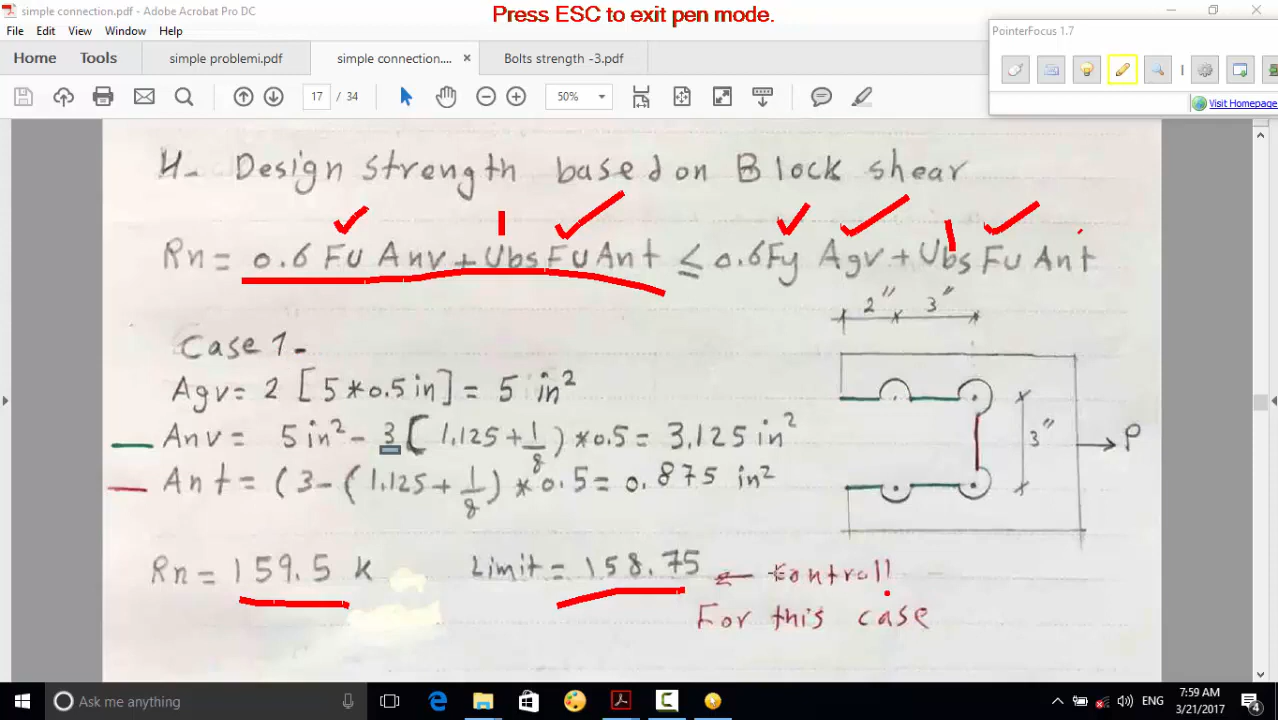 simple connection.pdf - Adobe Acrobat Pro DC
Press ESC to exit pen mode.
File Edit View Window Help
PointerFocus 1.7
Home Tools simple problemi.pdf simple connection.... × Bolts strength -3.pdf
17 / 34 50%
Visit Homepage
H- Design strength based on Block shear
Rn = 0.6 Fu Anv + Ubs Fu Ant ≤ 0.6Fy Agv + Ubs Fu Ant
2" 3"
Case 1-
Agv = 2 [5*0.5 in] = 5 in²
Anv = 5 in² - 3 (1.125 + 1/8) * 0.5 = 3.125 in²
3" P
Ant = (3 - (1.125 + 1/8) * 0.5 = 0.875 in²
Rn = 159.5 k Limit = 158.75 ← Controll
For this case
Ask me anything
ENG
7:59 AM
3/21/2017
4